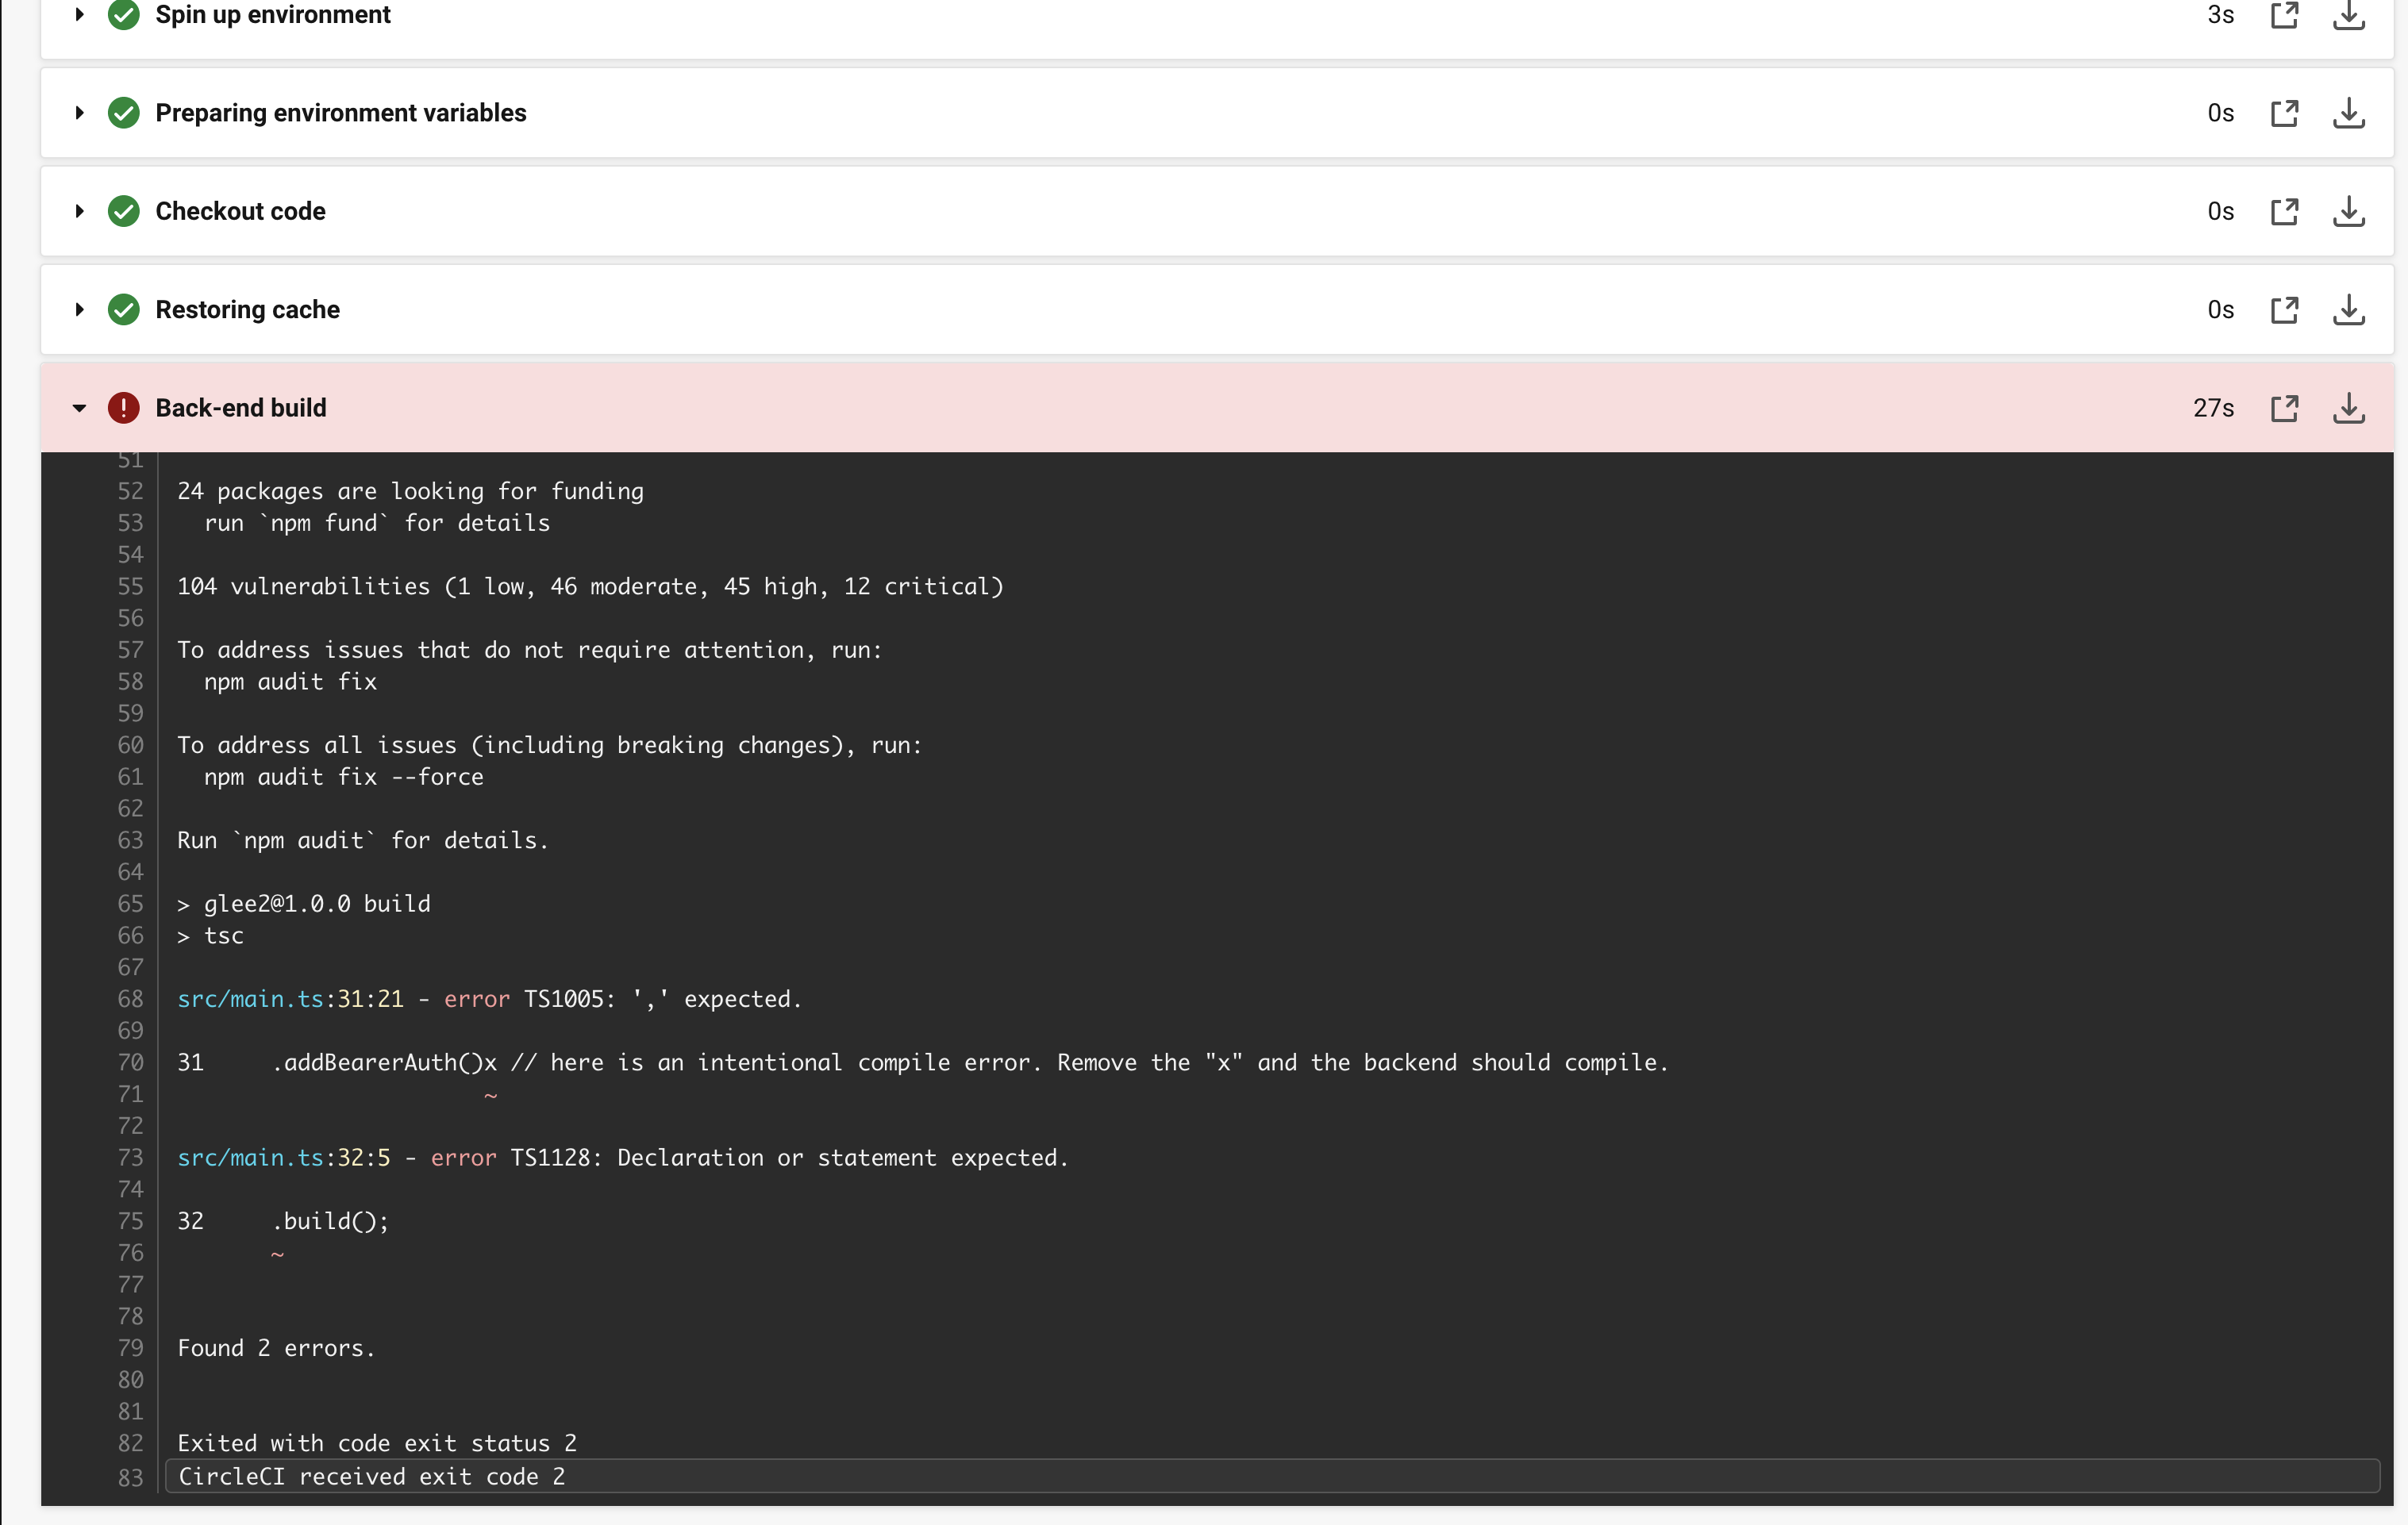 Spin up environment 3s
Preparing environment variables 0s
Checkout code 0s
Restoring cache 0s
Back-end build 27s
51
52 24 packages are looking for funding
53   run `npm fund` for details
54
55 104 vulnerabilities (1 low, 46 moderate, 45 high, 12 critical)
56
57 To address issues that do not require attention, run:
58   npm audit fix
59
60 To address all issues (including breaking changes), run:
61   npm audit fix --force
62
63 Run `npm audit` for details.
64
65 > glee2@1.0.0 build
66 > tsc
67
68 src/main.ts:31:21 - error TS1005: ',' expected.
69
70 31     .addBearerAuth()x // here is an intentional compile error. Remove the "x" and the backend should compile.
71                        ~
72
73 src/main.ts:32:5 - error TS1128: Declaration or statement expected.
74
75 32     .build();
76        ~
77
78
79 Found 2 errors.
80
81
82 Exited with code exit status 2
83 CircleCI received exit code 2